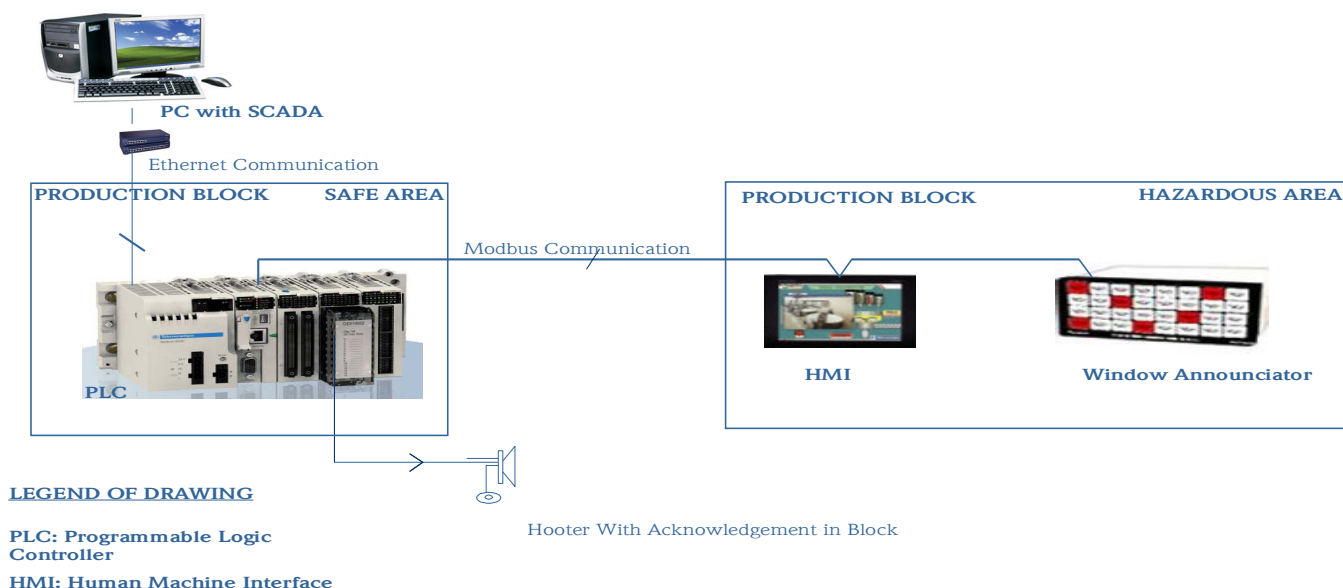 PC with SCADA
Ethernet Communication
PRODUCTION BLOCK SAFE AREA
PRODUCTION BLOCK HAZARDOUS AREA
Modbus Communication
PLC
HMI
Window Announciator
LEGEND OF DRAWING
Hooter With Acknowledgement in Block
PLC: Programmable Logic
Controller
HMI: Human Machine Interface